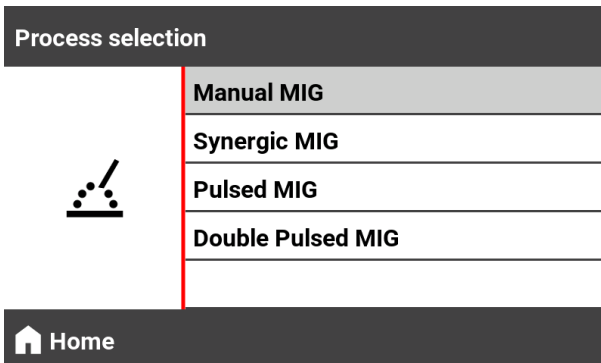 Process selection
Manual MIG
Synergic MIG
Pulsed MIG
Double Pulsed MIG
Home